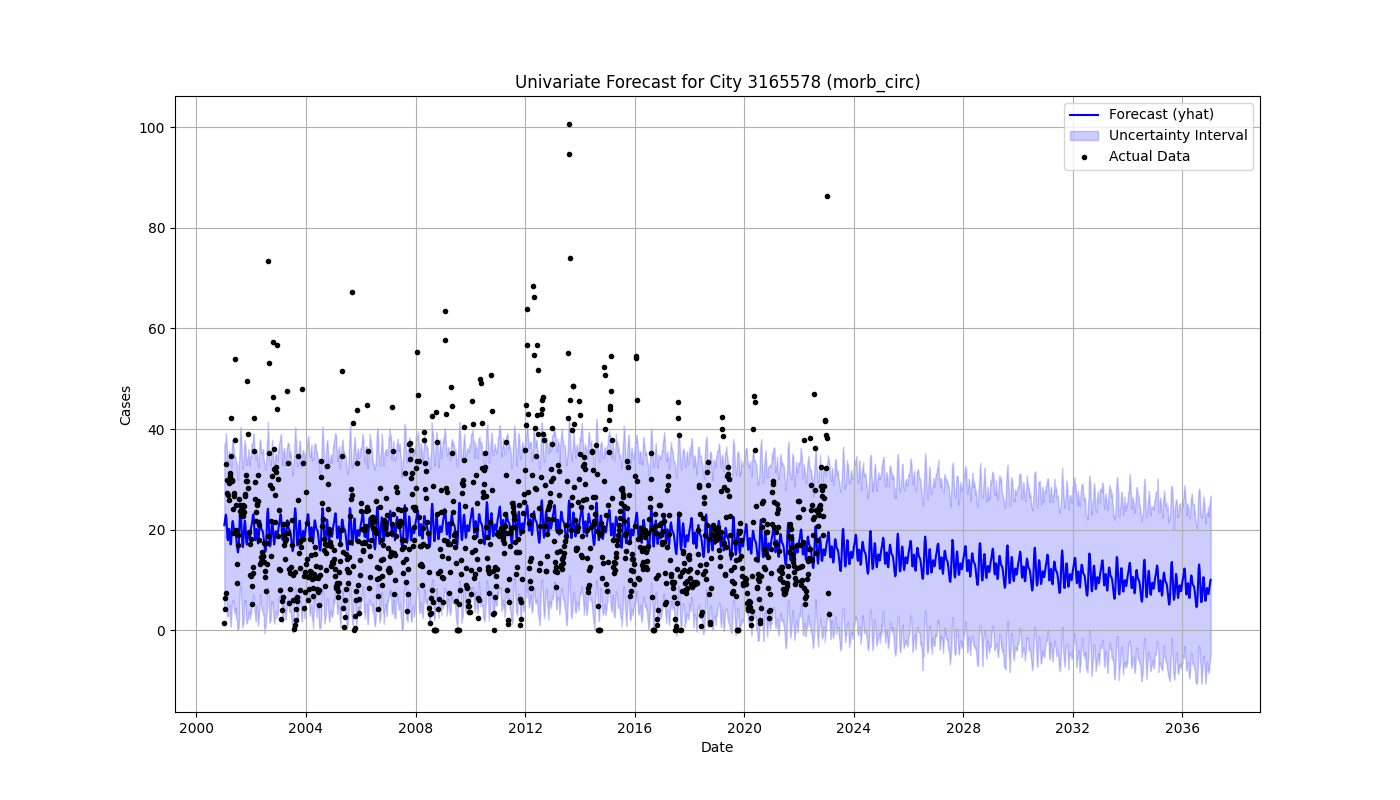 Univariate Forecast for City 3165578 (morb_circ)
Forecast (yhat)
Uncertainty Interval
Actual Data
100
80
60
40
20
0
Cases
2000 2004 2008 2012 2016 2020 2024 2028 2032 2036
Date